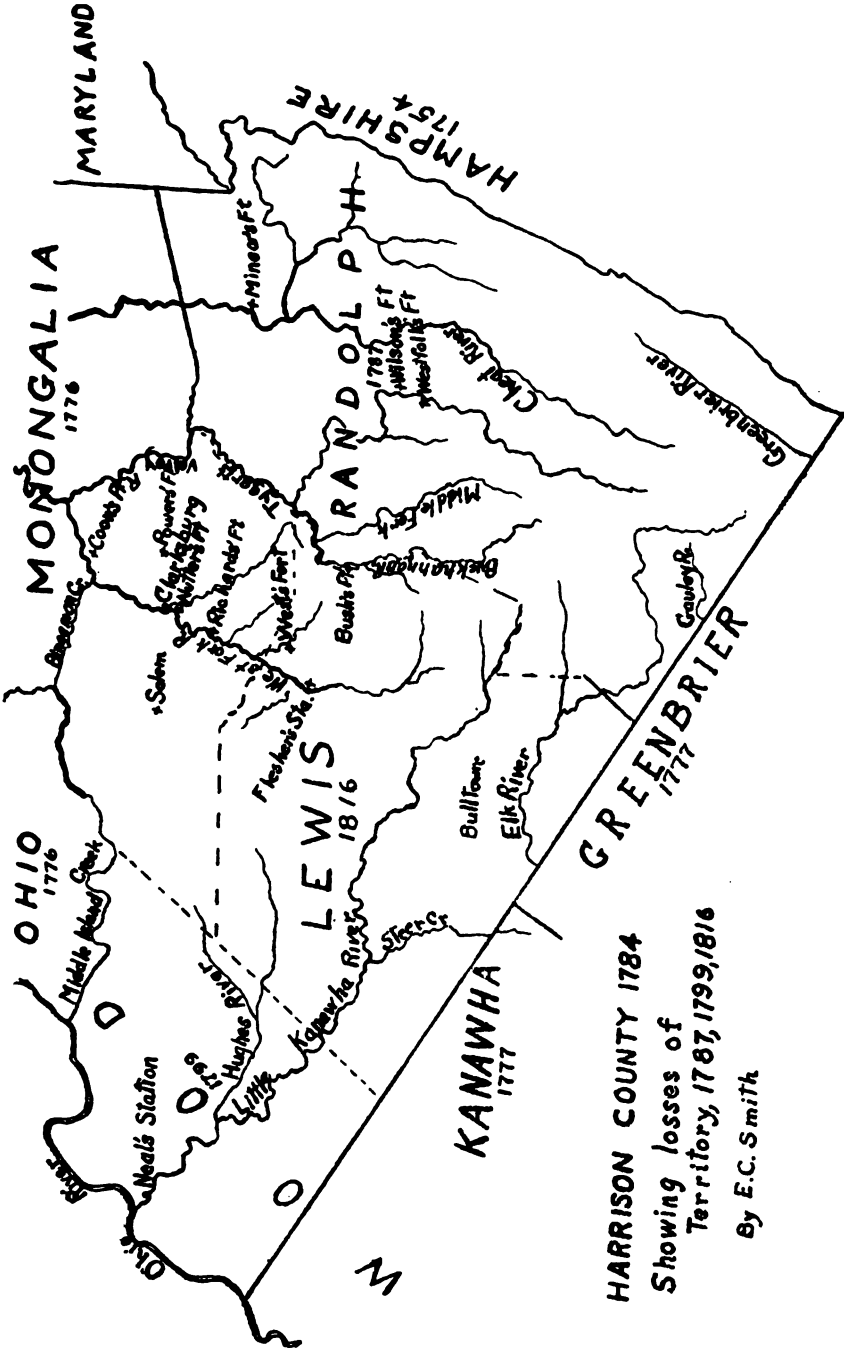 MARYLAND
HAMPSHIRE
1754
MONONGALIA
1776
OHIO
1776
Middle Island Creek
Bingamon C.
Coon's Ft
Powers' Ft
Clarksburg
Nutter's Ft
Richards' Ft
West Fork R
West's Fort
Salem
Flesher's Sta.
Bush's Ft
Buckhannon
Middle Fork
Tygart
Valley
R
Minear's Ft
RANDOLPH
1787
Wilson's Ft
Westfall's Ft
Cheat River
Greenbrier River
Gauley R.
GREENBRIER
1777
Bulltown
Elk River
LEWIS
1816
Steer Cr
Little Kanawha River
Hughes River
WOOD
1799
Neal's Station
Ohio River
KANAWHA
1777
HARRISON COUNTY 1784
Showing losses of
Territory, 1787, 1799, 1816
By E.C. Smith